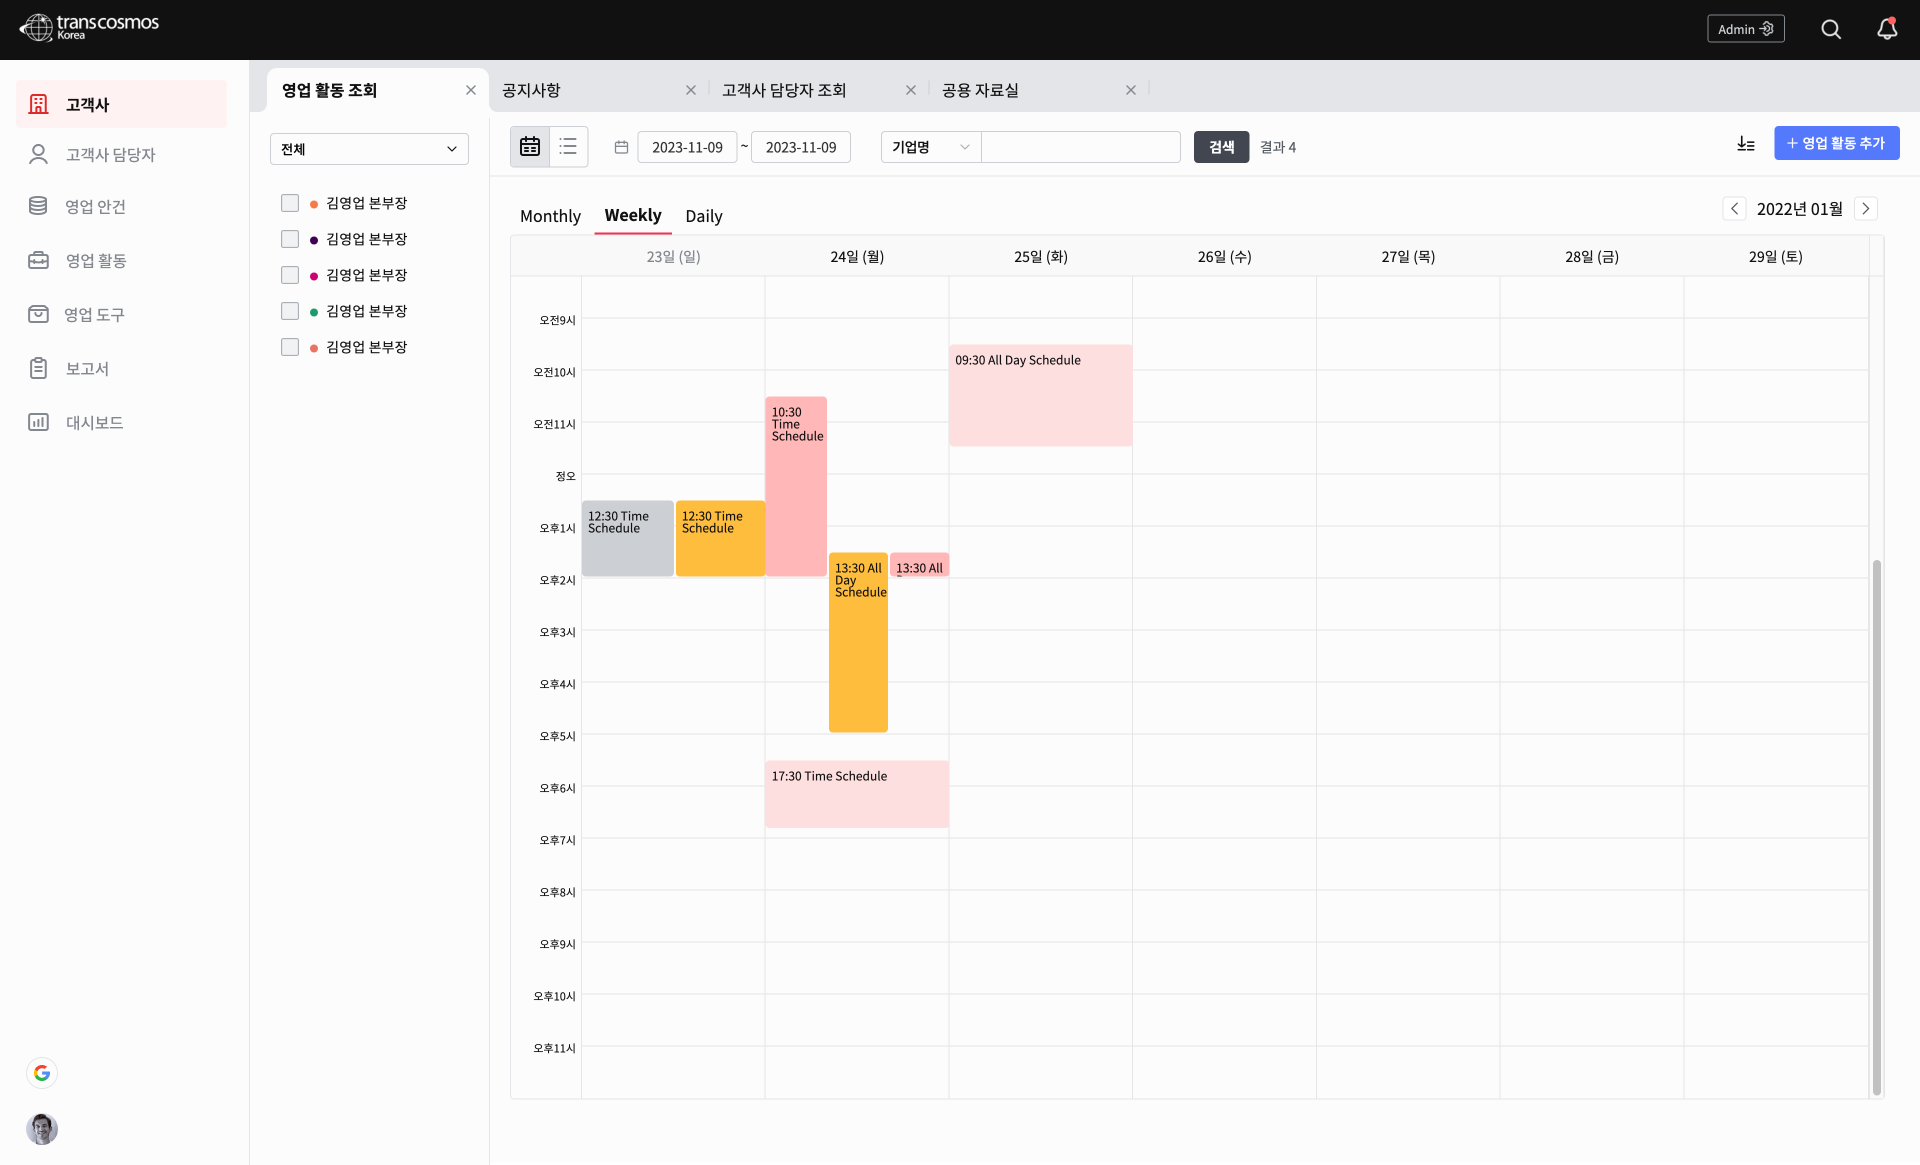 transcosmos
Korea
Admin
고객사
고객사 담당자
영업 안건
영업 활동
영업 도구
보고서
대시보드
영업 활동 조회
공지사항
고객사 담당자 조회
공용 자료실
전체
김영업 본부장
김영업 본부장
김영업 본부장
김영업 본부장
김영업 본부장
2023-11-09 ~ 2023-11-09
기업명
검색
결과 4
+ 영업 활동 추가
Monthly
Weekly
Daily
2022년 01월
23일 (일)
24일 (월)
25일 (화)
26일 (수)
27일 (목)
28일 (금)
29일 (토)
오전9시
오전10시
오전11시
정오
오후1시
오후2시
오후3시
오후4시
오후5시
오후6시
오후7시
오후8시
오후9시
오후10시
오후11시
12:30 Time
Schedule
12:30 Time
Schedule
10:30
Time
Schedule
13:30 All
Day
Schedule
13:30 All
17:30 Time Schedule
09:30 All Day Schedule